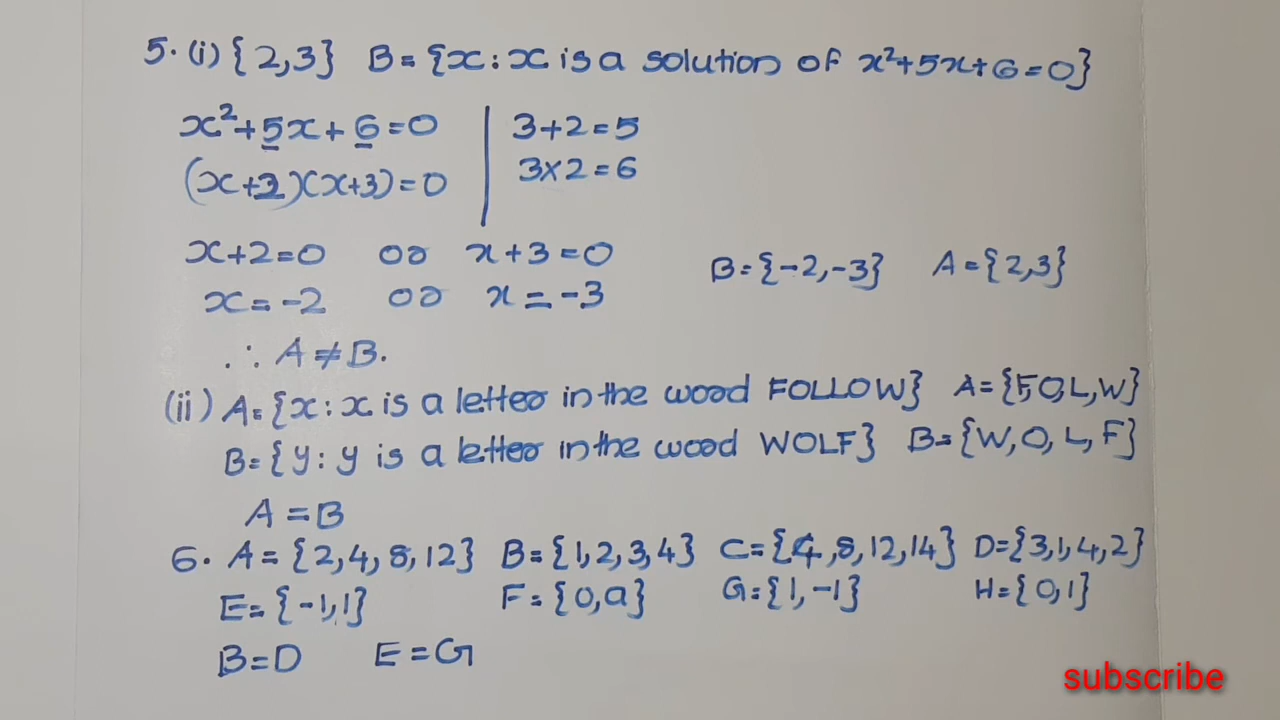 5. (i) {2,3} B = {x : x is a solution of x²+5x+6=0}
x²+5x+6=0 3+2=5
(x+2)(x+3)=0 3×2=6
x+2=0 or x+3=0 B={-2,-3} A={2,3}
x=-2 or x=-3
∴ A ≠ B.
(ii) A={x : x is a letter in the word FOLLOW} A={F,O,L,W}
B={y : y is a letter in the word WOLF} B={W,O,L,F}
A = B
6. A={2,4,8,12} B={1,2,3,4} C={4,8,12,14} D={3,1,4,2}
E={-1,1} F={0,a} G={1,-1} H={0,1}
B=D E=G
subscribe